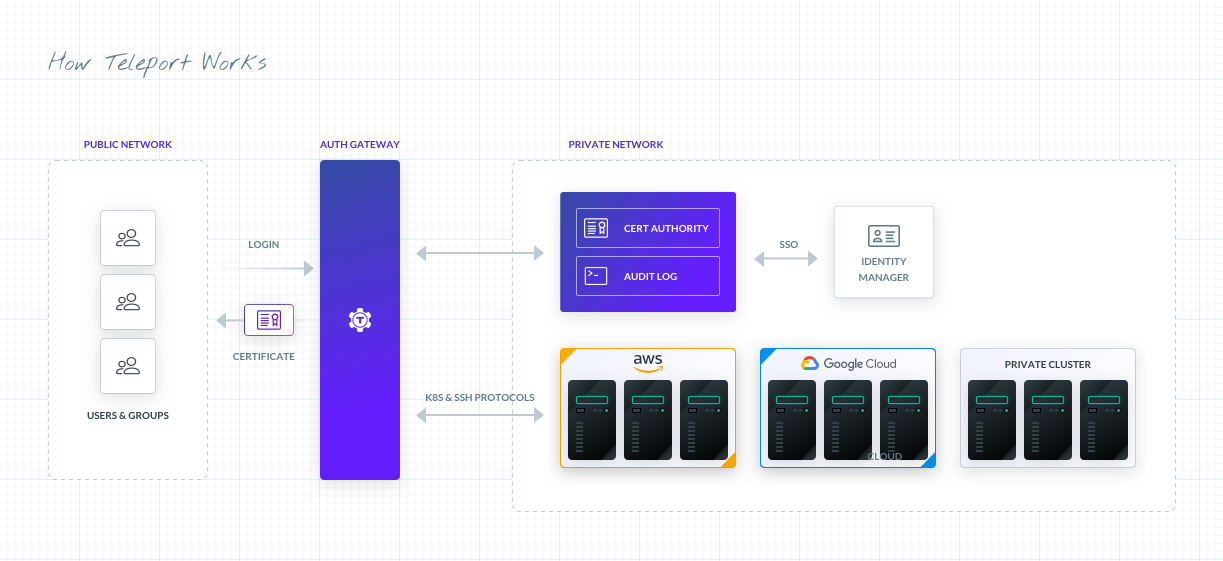 How Teleport Works
PUBLIC NETWORK
AUTH GATEWAY
PRIVATE NETWORK
LOGIN
CERTIFICATE
USERS & GROUPS
CERT AUTHORITY
AUDIT LOG
SSO
IDENTITY
MANAGER
K8S & SSH PROTOCOLS
aws
Google Cloud
PRIVATE CLUSTER
CLOUD